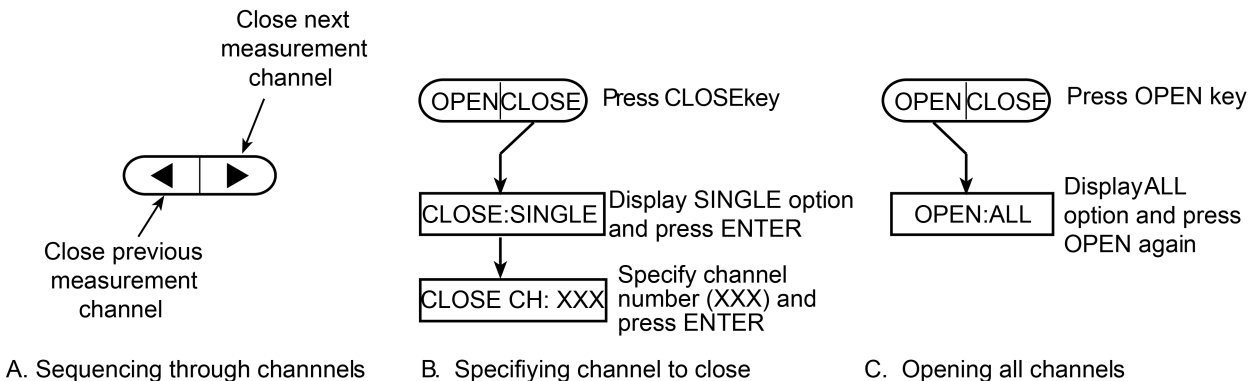 Close next
measurement
channel
Close previous
measurement
channel
A. Sequencing through channnels
OPEN CLOSE
Press CLOSEkey
CLOSE:SINGLE
Display SINGLE option
and press ENTER
CLOSE CH: XXX
Specify channel
number (XXX) and
press ENTER
B. Specifiying channel to close
OPEN CLOSE
Press OPEN key
OPEN:ALL
DisplayALL
option and press
OPEN again
C. Opening all channels